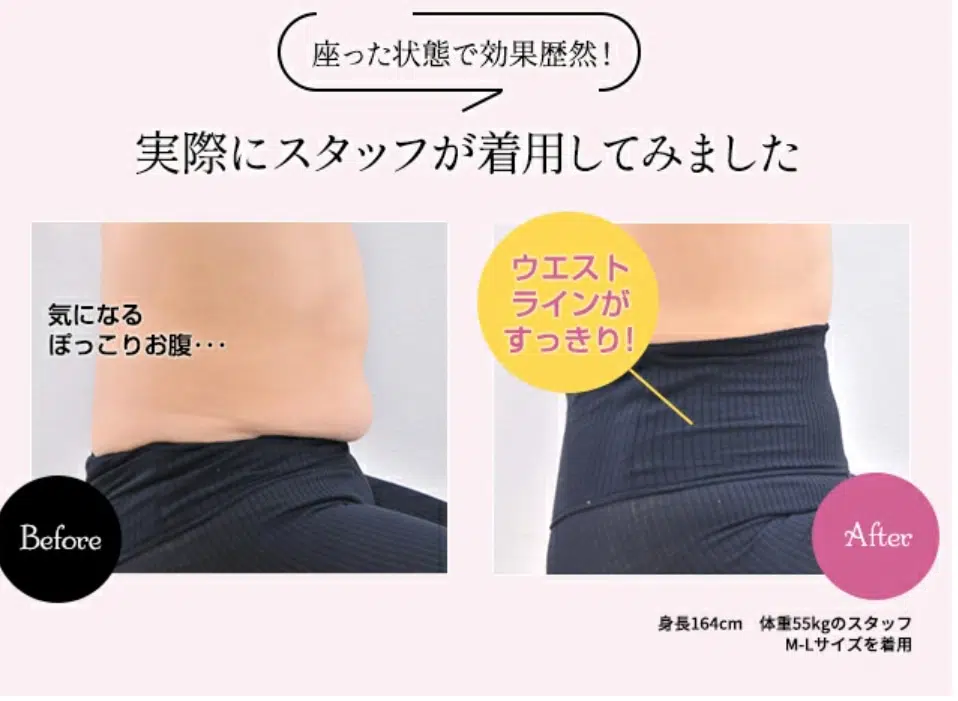 座った状態で効果歴然！
実際にスタッフが着用してみました
気になる
ぽっこりお腹･･･
Before
ウエスト
ラインが
すっきり！
After
身長164cm　体重55kgのスタッフ
M-Lサイズを着用